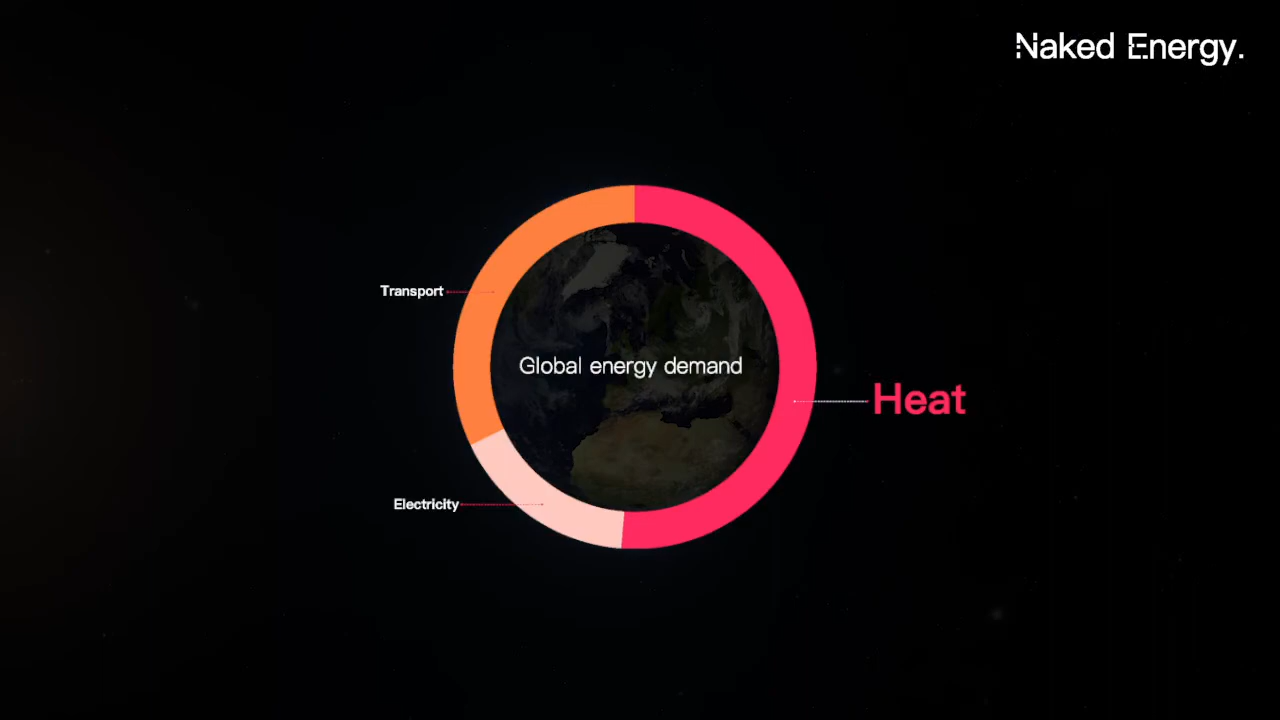 Naked Energy.
Transport
Global energy demand
Heat
Electricity